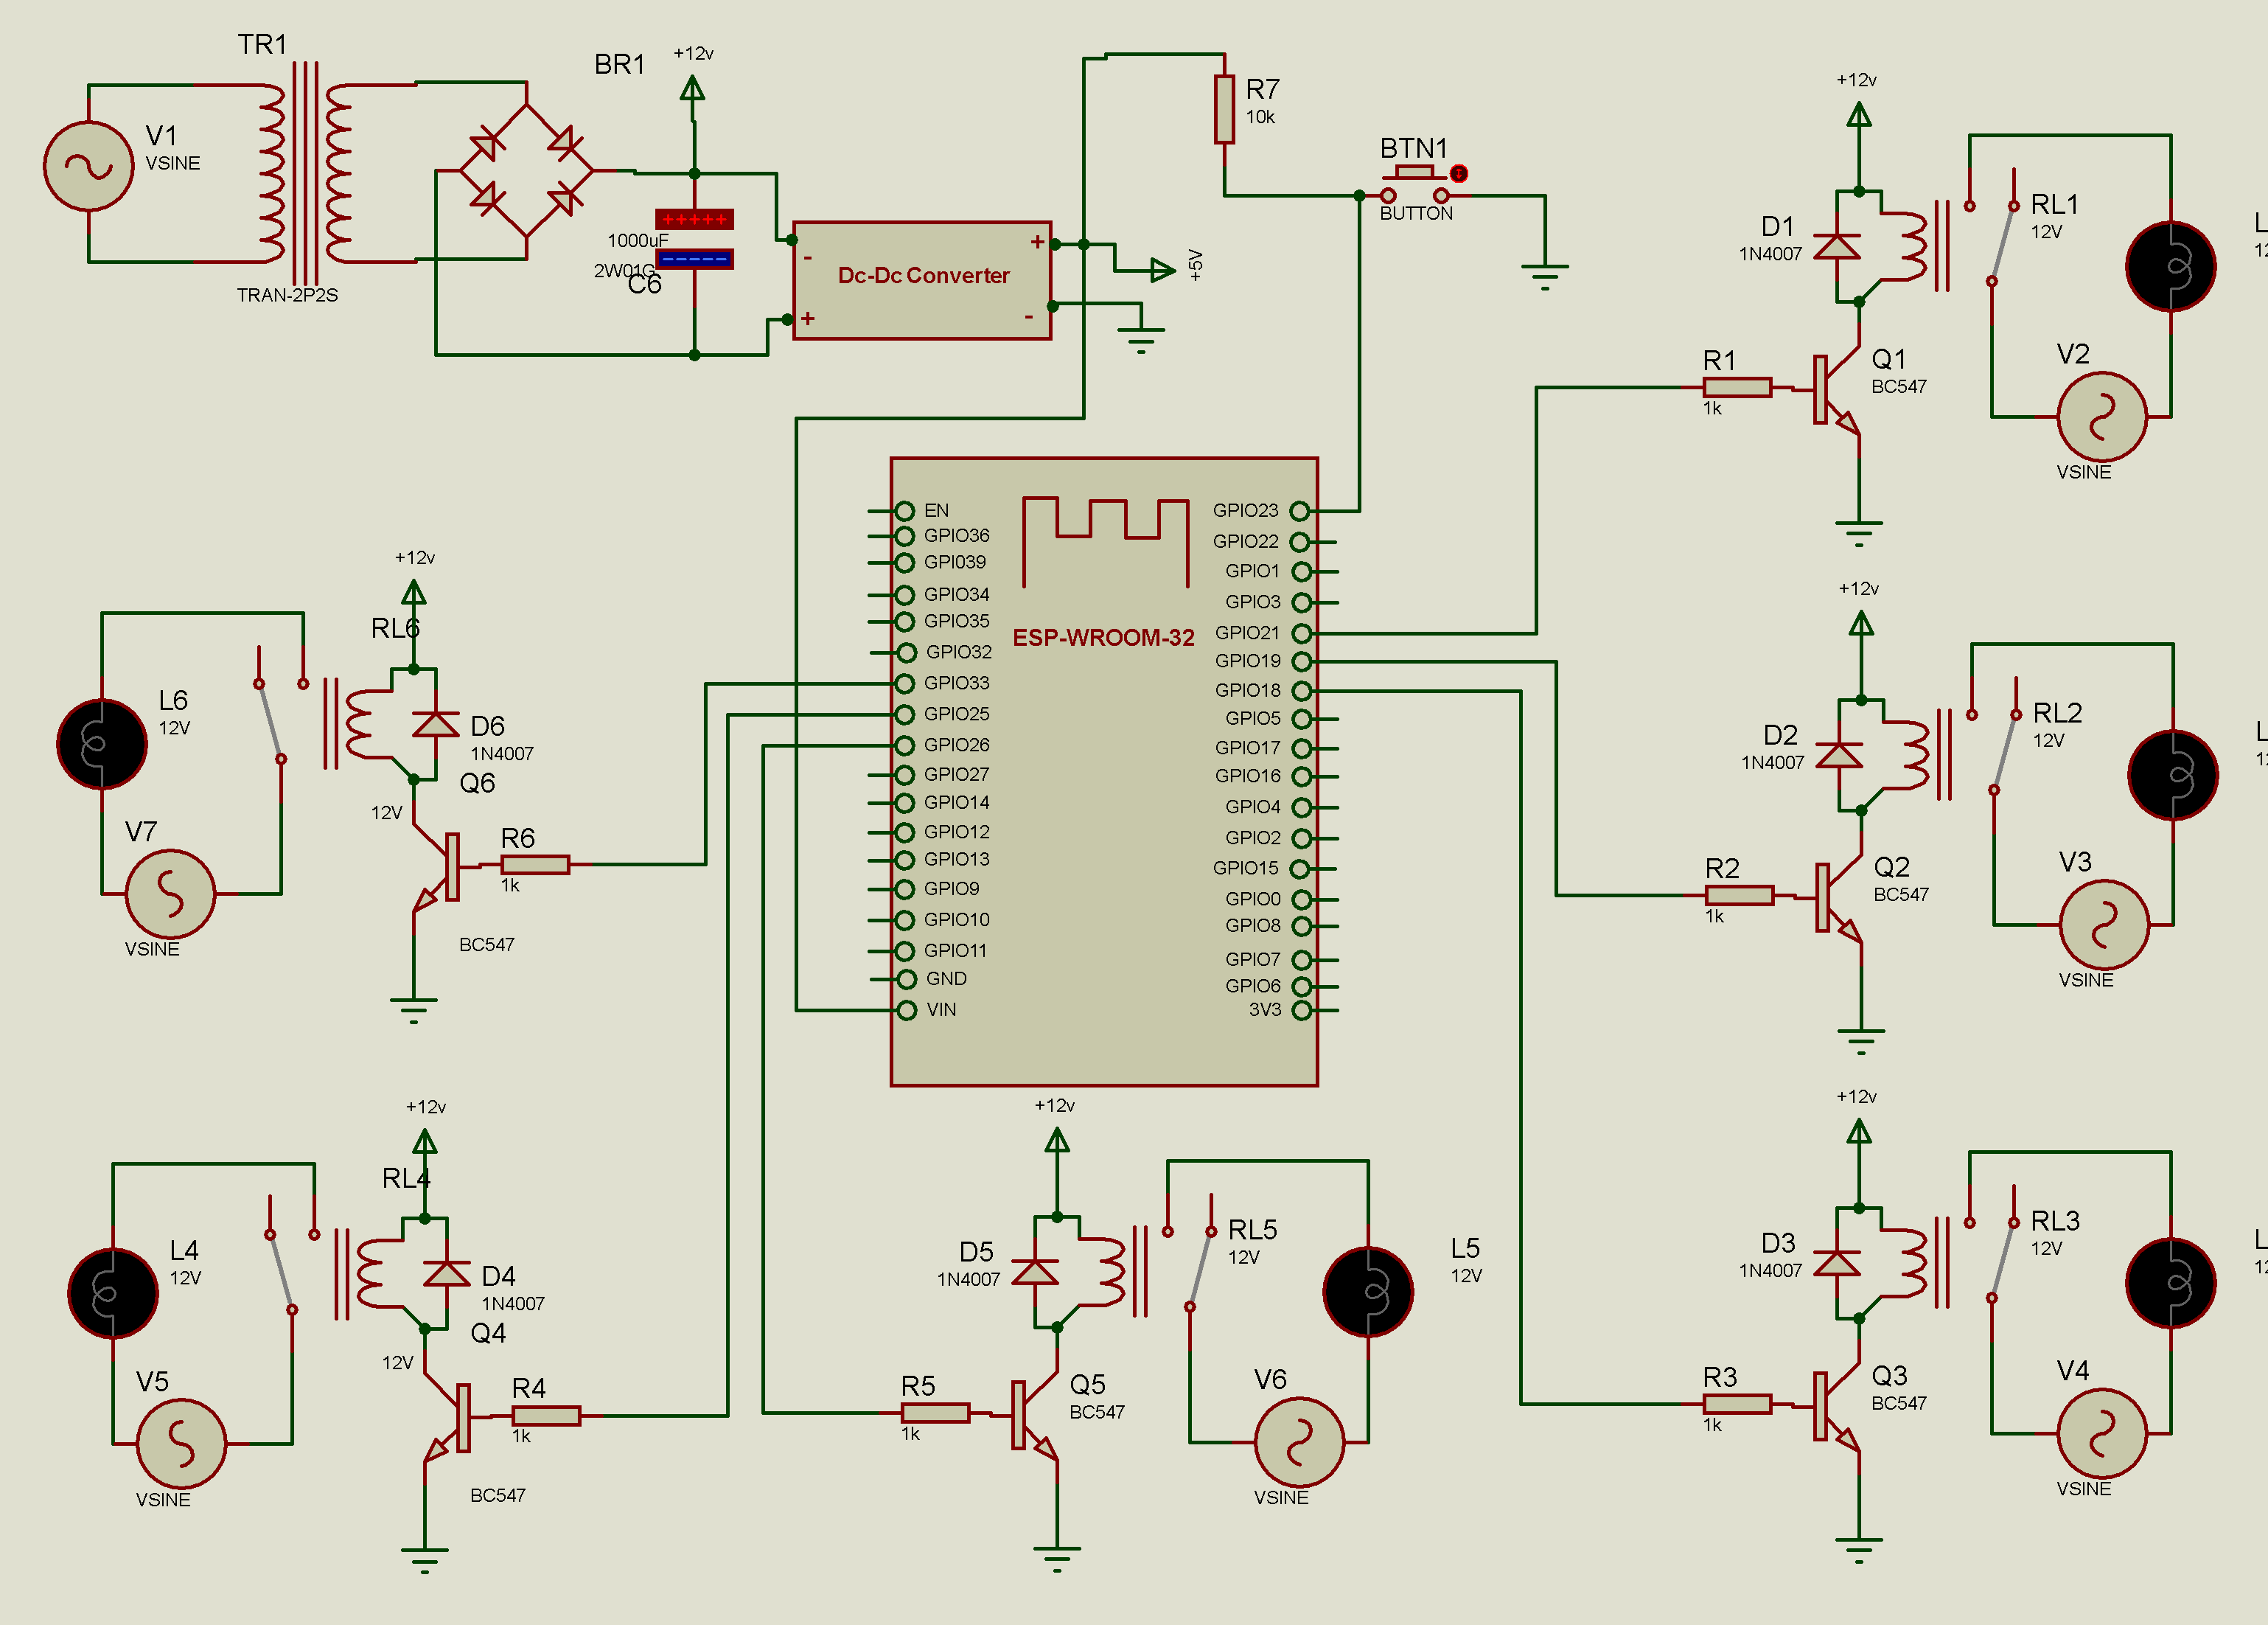 TR1
V1
VSINE
TRAN-2P2S
BR1
+12v
+++++
1000uF
-----
2W01G
C6
-
+
Dc-Dc Converter
+
-
+5V
R7
10k
BTN1
BUTTON
+12v
D1
1N4007
RL1
12V
L
12
R1
1k
Q1
BC547
V2
VSINE
ESP-WROOM-32
EN
GPIO36
GPI039
GPIO34
GPIO35
GPIO32
GPIO33
GPIO25
GPIO26
GPIO27
GPIO14
GPIO12
GPIO13
GPIO9
GPIO10
GPIO11
GND
VIN
GPIO23
GPIO22
GPIO1
GPIO3
GPIO21
GPIO19
GPIO18
GPIO5
GPIO17
GPIO16
GPIO4
GPIO2
GPIO15
GPIO0
GPIO8
GPIO7
GPIO6
3V3
+12v
RL6
L6
12V
D6
1N4007
Q6
12V
V7
VSINE
R6
1k
BC547
+12v
D2
1N4007
RL2
12V
L
12
R2
1k
Q2
BC547
V3
VSINE
+12v
RL4
L4
12V
D4
1N4007
Q4
12V
V5
VSINE
R4
1k
BC547
+12v
D5
1N4007
RL5
12V
L5
12V
R5
1k
Q5
BC547
V6
VSINE
+12v
D3
1N4007
RL3
12V
L
12
R3
1k
Q3
BC547
V4
VSINE